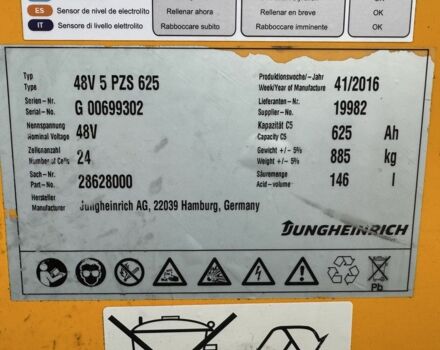 ES Sensor de nivel de electrolito Rellenar ahora Rellenar en breve OK
IT Sensore di livello elettrolito Rabboccare subito Rabboccare imminente OK
Typ
Type 48V 5 PZS 625
Produktionswoche/- Jahr
Week/Year of Manufacture 41/2016
Serien- Nr.
Serial-No. G 00699302
Lieferanten- Nr.
Supplier-No. 19982
Nennspannung
Nominal Voltage 48V
Kapazität C5
Capacity C5 625 Ah
Zellenanzahl
Number of Cells 24
Gewicht +/- 5%
Weight +/- 5% 885 kg
Sach- Nr.
Part-No. 28628000
Säuremenge
Acid-volume 146 l
Hersteller
Manufacturer Jungheinrich AG, 22039 Hamburg, Germany
JUNGHEINRICH
Pb